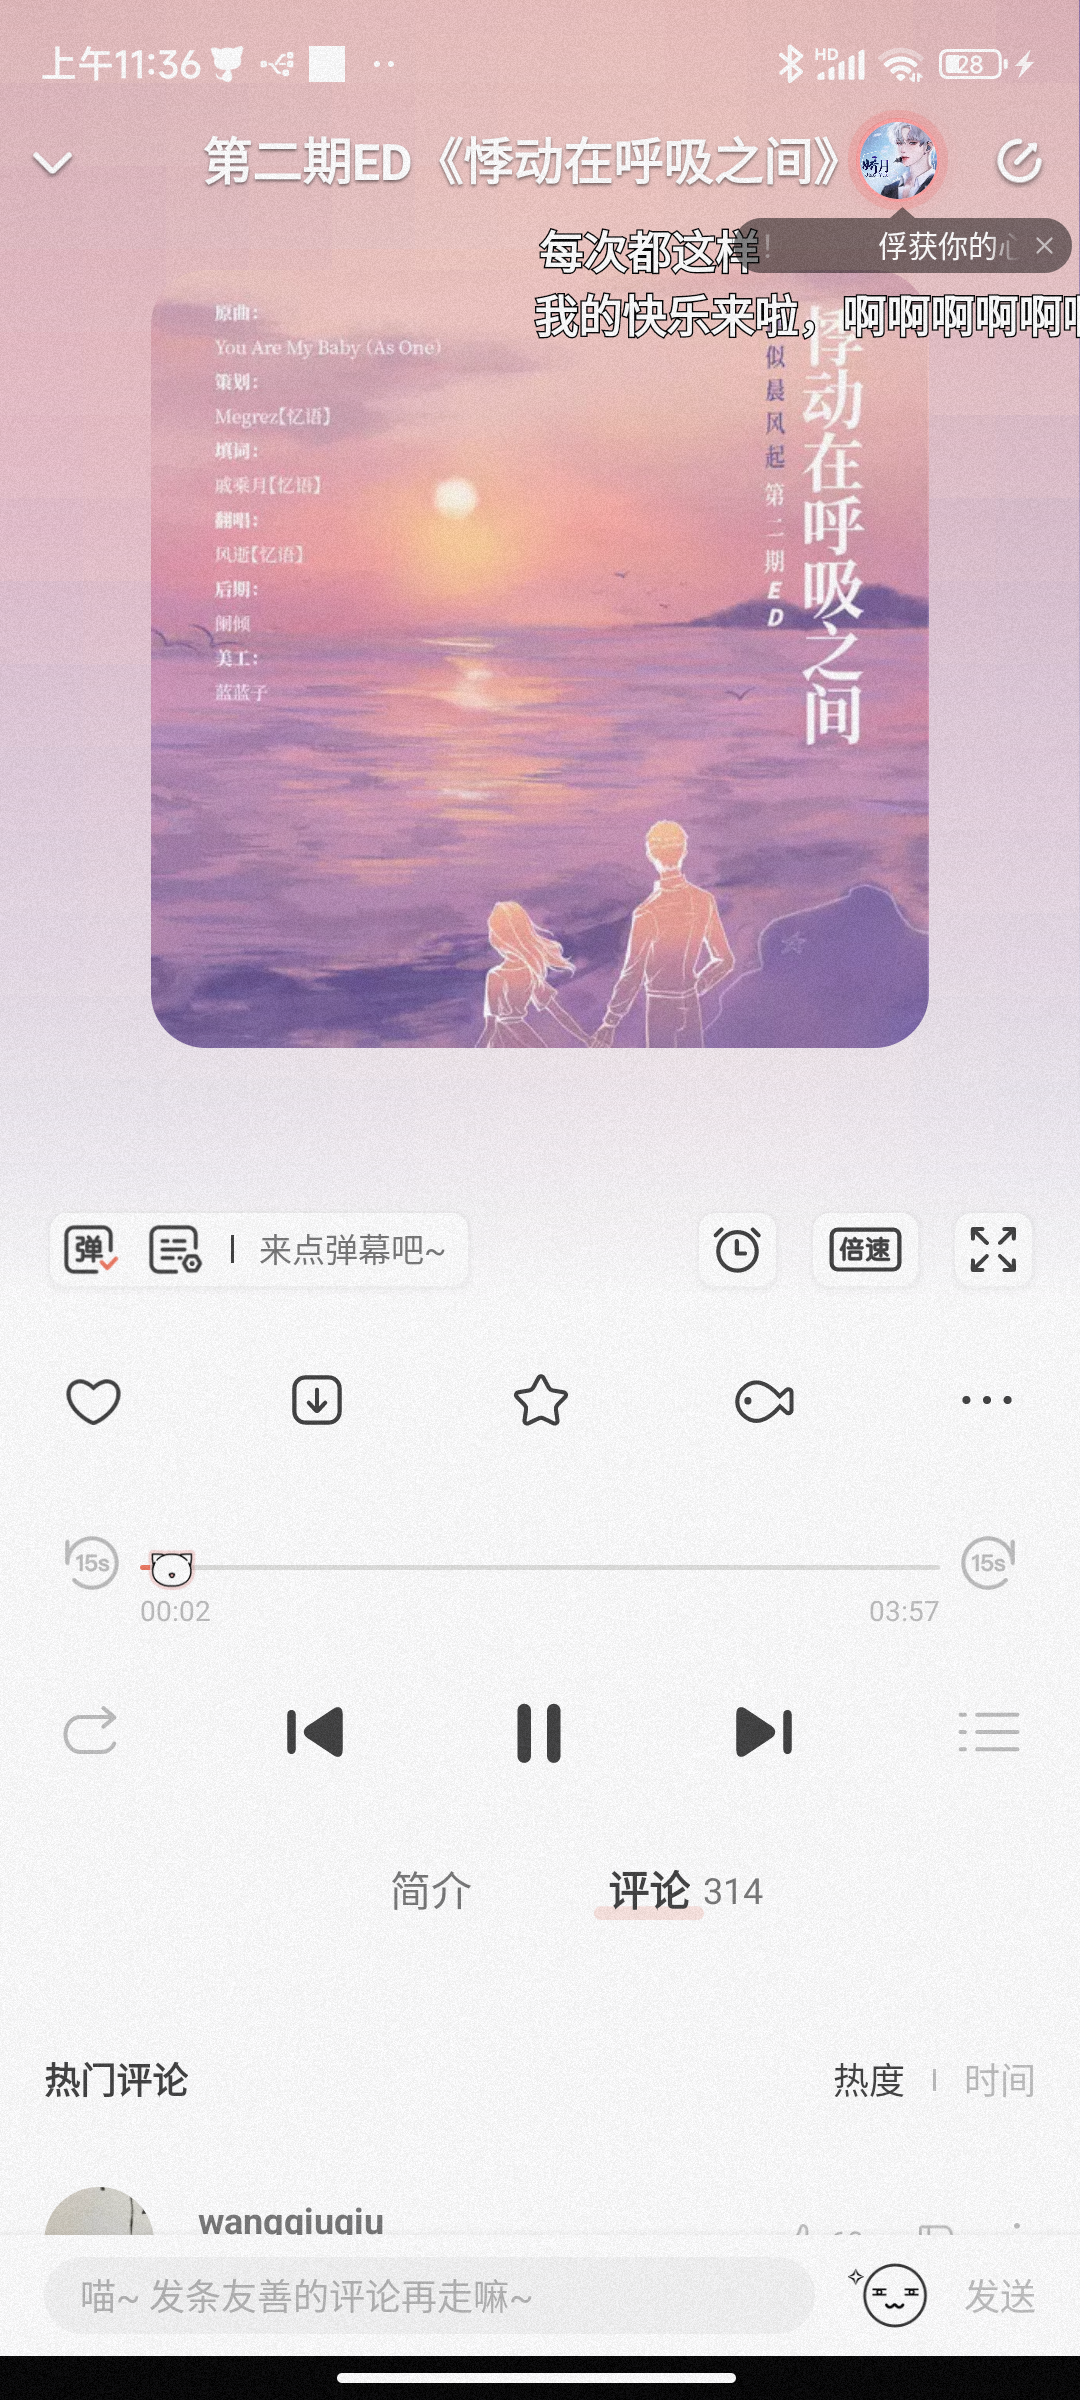 上午11:36
HD
28
第二期ED《悸动在呼吸之间》
娇月
俘获你的心
每次都这样!
我的快乐来啦，啊啊啊啊啊
原曲:
You Are My Baby (As One)
策划:
Megrez【忆语】
填词:
戚乘月【忆语】
翻唱:
风逝【忆语】
后期:
阑倾
美工:
蓝蓝子
悸动在呼吸之间
似晨风起 第二期ED
弹
来点弹幕吧~
倍速
15s
15s
00:02
03:57
简介
评论 314
热门评论
热度
时间
wangqiuqiu
喵~ 发条友善的评论再走嘛~
发送